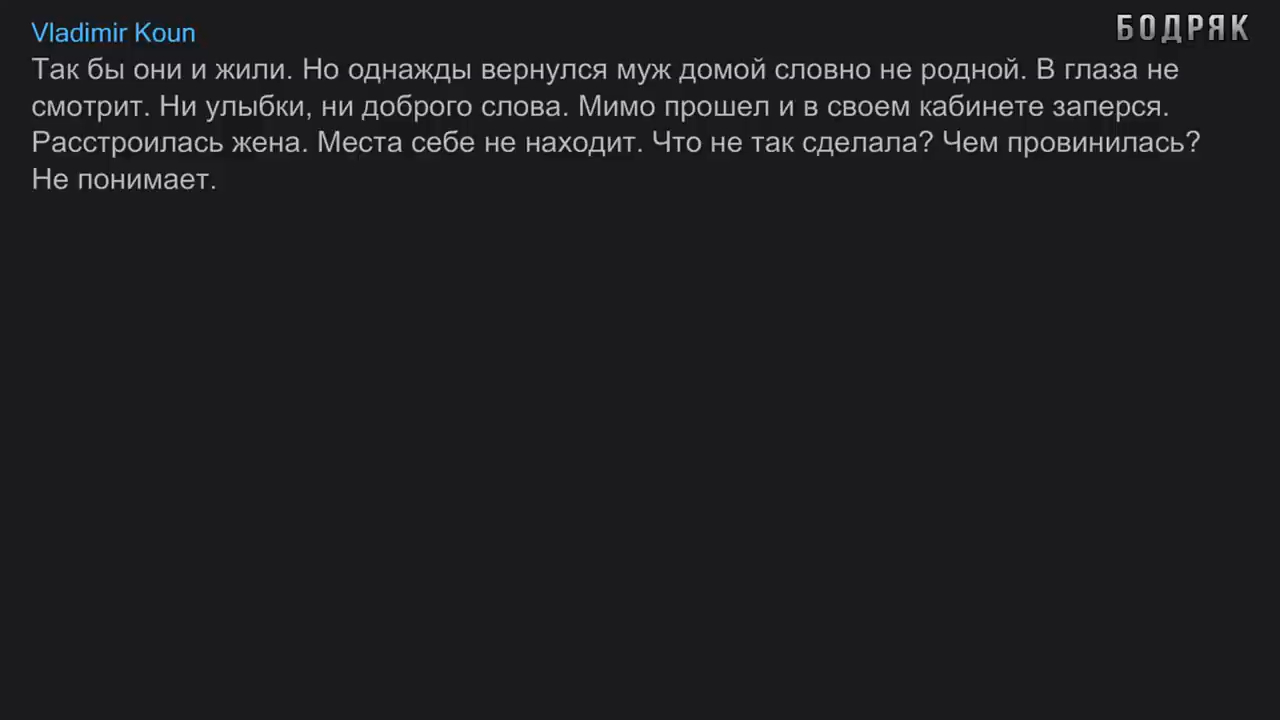 Vladimir Koun
БОДРЯК
Так бы они и жили. Но однажды вернулся муж домой словно не родной. В глаза не
смотрит. Ни улыбки, ни доброго слова. Мимо прошел и в своем кабинете заперся.
Расстроилась жена. Места себе не находит. Что не так сделала? Чем провинилась?
Не понимает.